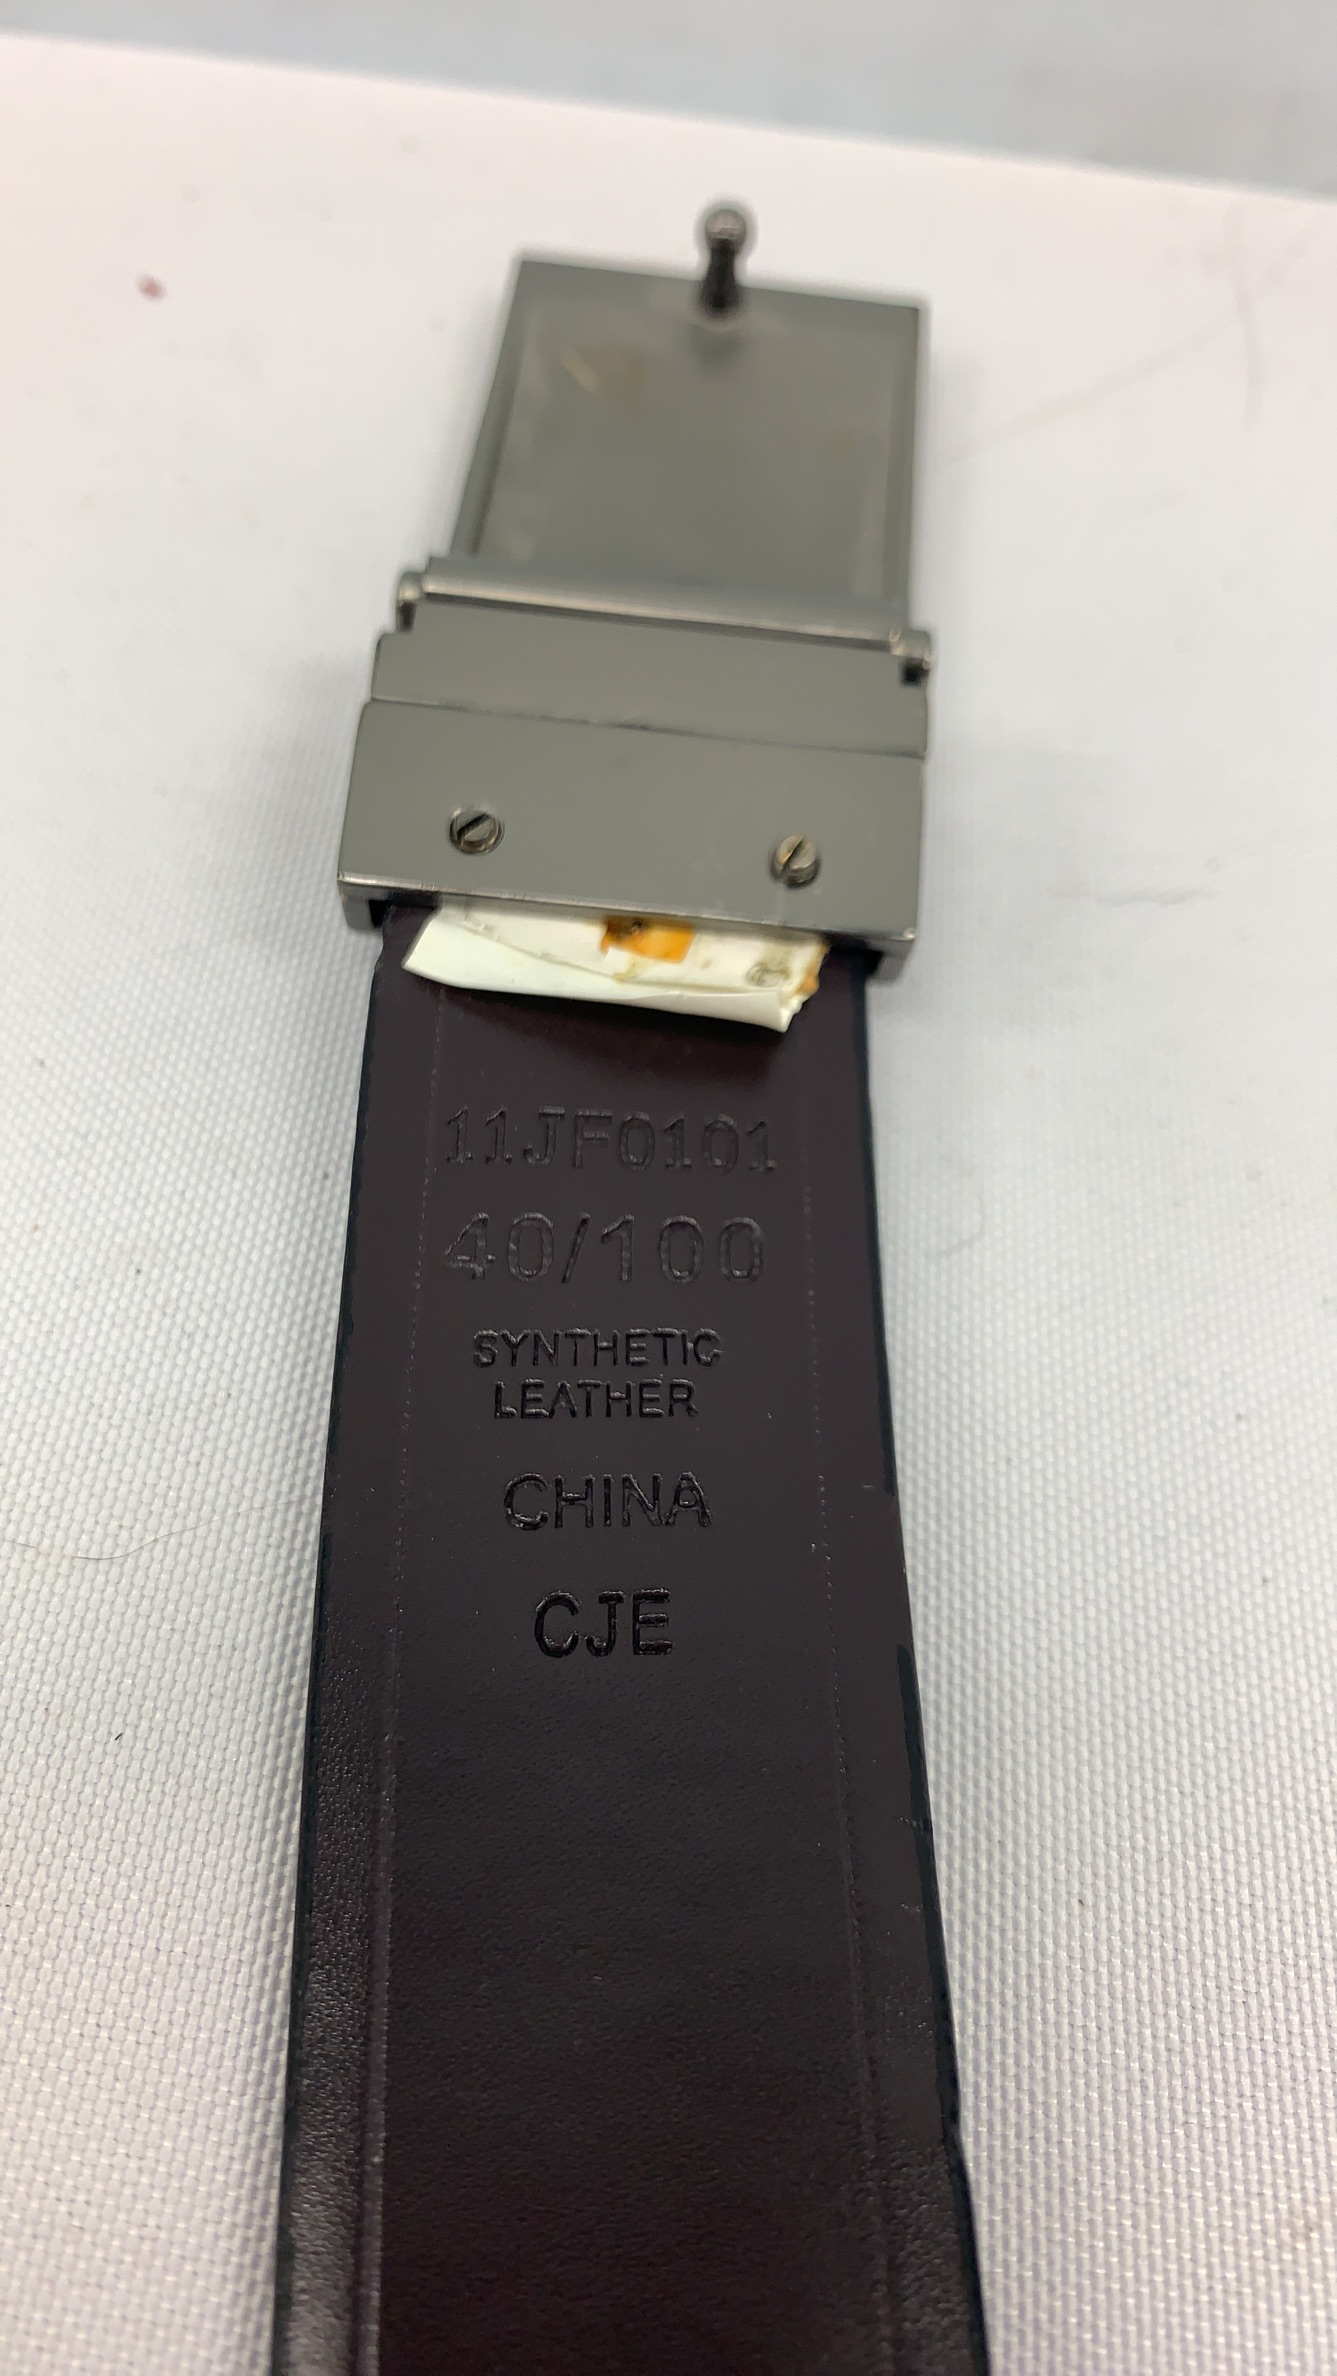 11JF0101
40/100
SYNTHETIC
LEATHER
CHINA
CJE